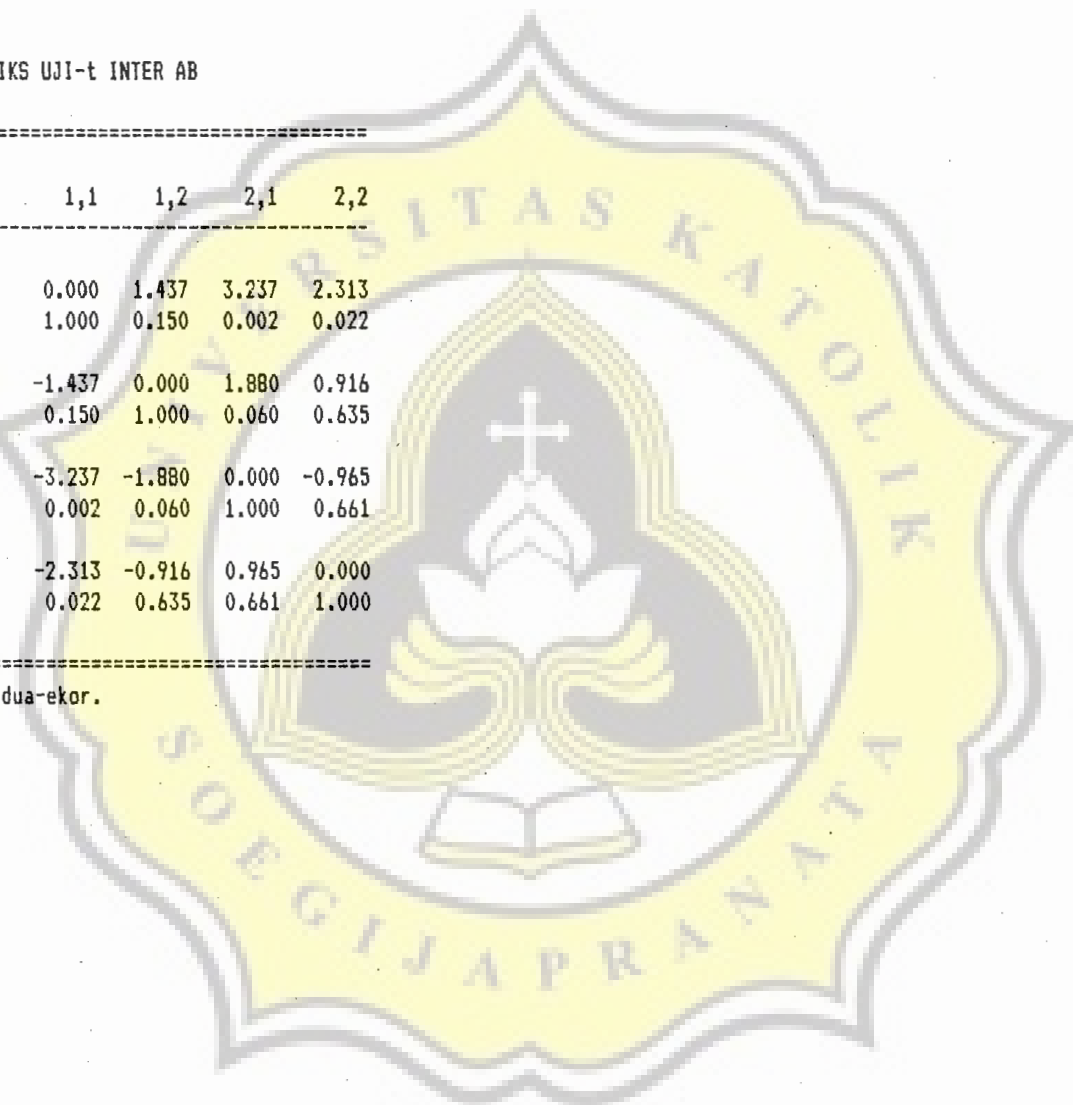 IKS UJI-t INTER AB
================================
1,1 1,2 2,1 2,2
--------------------------------
0.000 1.437 3.237 2.313
1.000 0.150 0.002 0.022
-1.437 0.000 1.880 0.916
0.150 1.000 0.060 0.635
-3.237 -1.880 0.000 -0.965
0.002 0.060 1.000 0.661
-2.313 -0.916 0.965 0.000
0.022 0.635 0.661 1.000
================================
dua-ekor.
UNIVERSITAS KATOLIK
SOEGIJAPRANATA